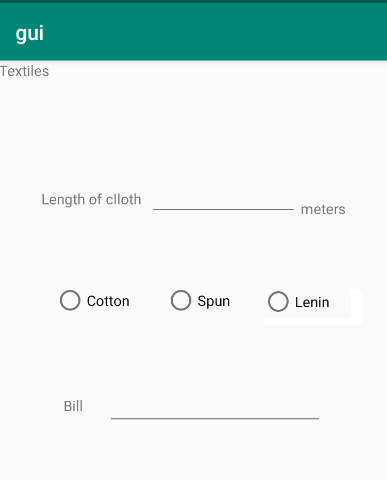 gui
Textiles
Length of clloth
meters
Cotton Spun Lenin
Bill